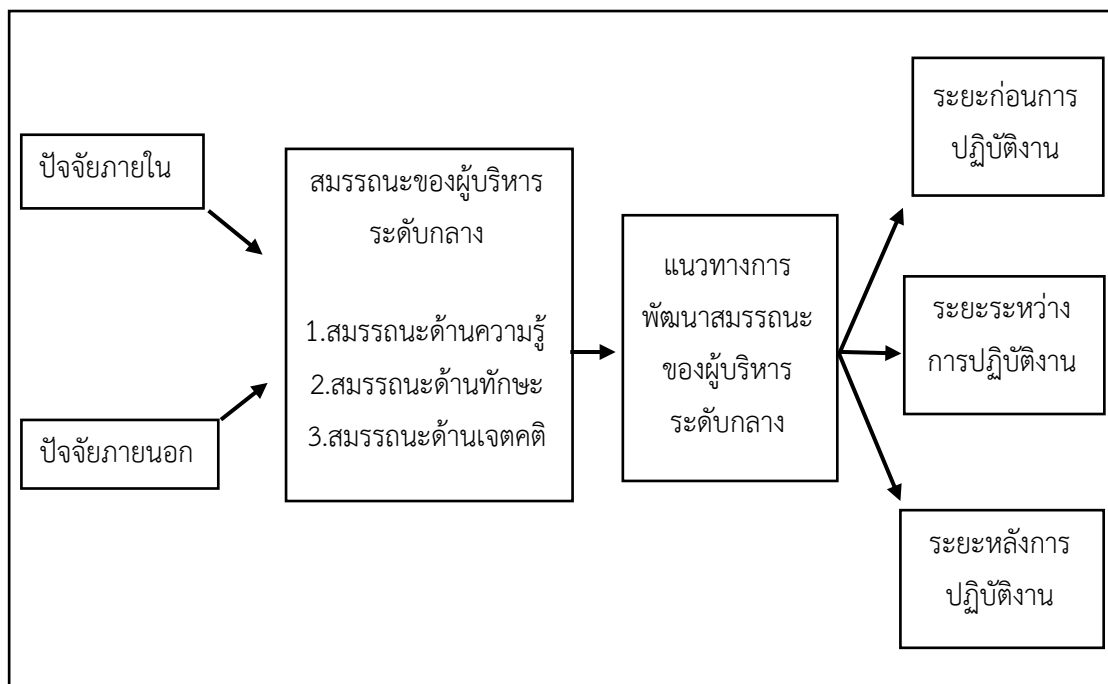 ปัจจัยภายใน
ปัจจัยภายนอก
สมรรถนะของผู้บริหาร
ระดับกลาง
1.สมรรถนะด้านความรู้
2.สมรรถนะด้านทักษะ
3.สมรรถนะด้านเจตคติ
แนวทางการ
พัฒนาสมรรถนะ
ของผู้บริหาร
ระดับกลาง
ระยะก่อนการ
ปฏิบัติงาน
ระยะระหว่าง
การปฏิบัติงาน
ระยะหลังการ
ปฏิบัติงาน